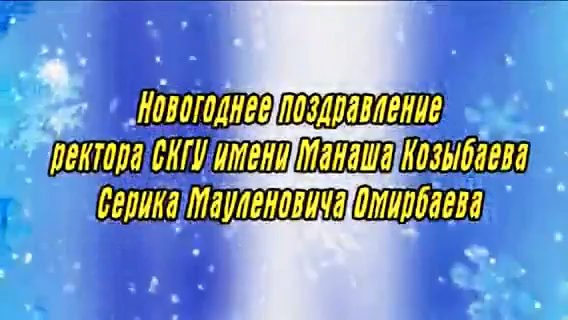 Новогоднее поздравление
ректора СКГУ имени Манаша Козыбаева
Серика Мауленовича Омирбаева